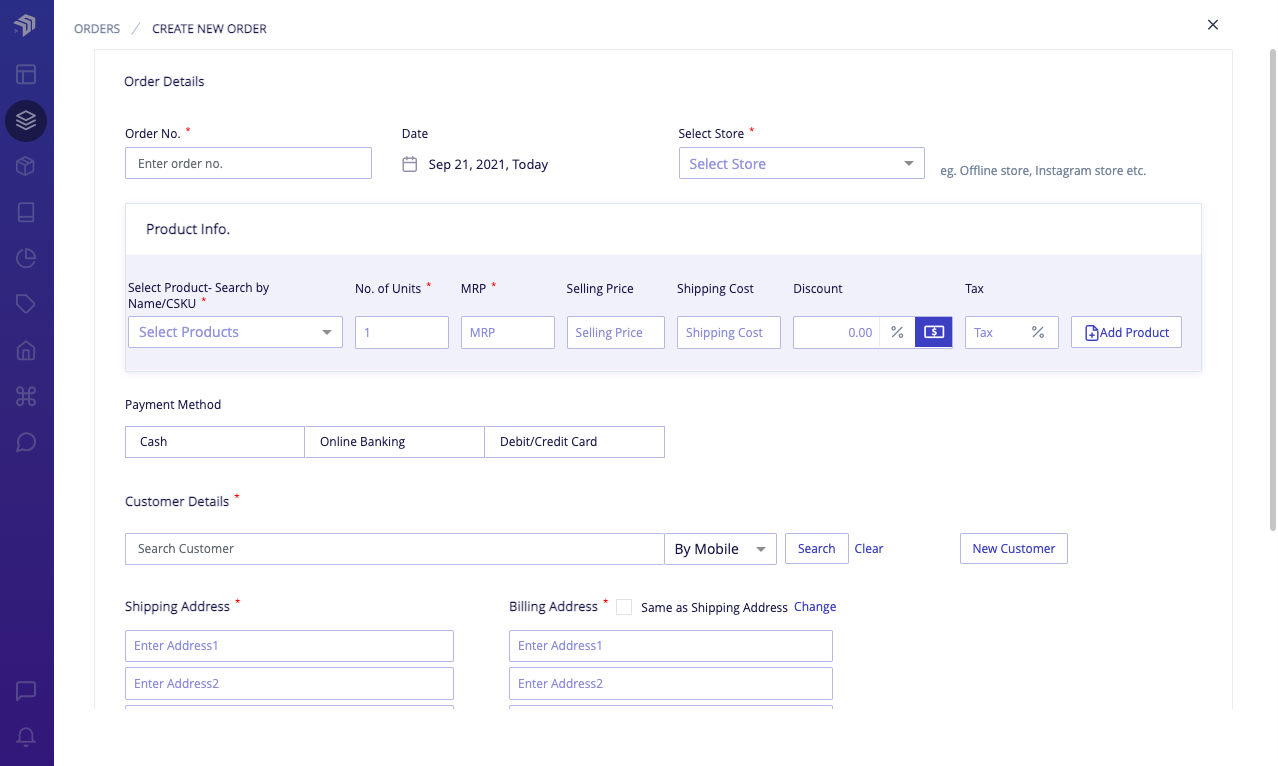 ORDERS / CREATE NEW ORDER
Order Details
Order No. *
Date
Select Store *
Enter order no.
Sep 21, 2021, Today
Select Store
eg. Offline store, Instagram store etc.
Product Info.
Select Product- Search by
Name/CSKU *
No. of Units *
MRP *
Selling Price
Shipping Cost
Discount
Tax
Select Products
1
MRP
Selling Price
Shipping Cost
0.00
%
$
Tax
%
Add Product
Payment Method
Cash
Online Banking
Debit/Credit Card
Customer Details *
Search Customer
By Mobile
Search
Clear
New Customer
Shipping Address *
Billing Address *
Same as Shipping Address
Change
Enter Address1
Enter Address1
Enter Address2
Enter Address2